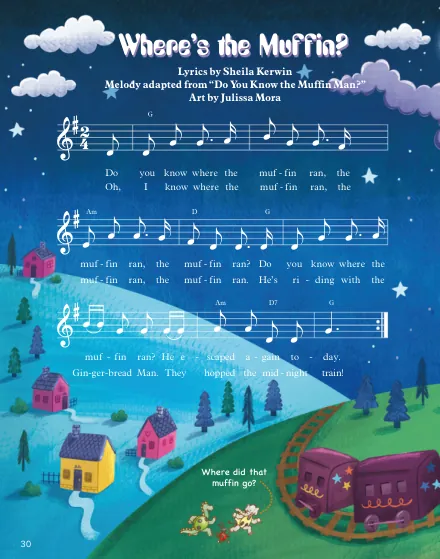 Where's the Muffin?
Lyrics by Sheila Kerwin
Melody adapted from “Do You Know the Muffin Man?”
Art by Julissa Mora
G
2
4
Do you know where the muf - fin ran, the
Oh, I know where the muf - fin ran, the
Am D G
muf - fin ran, the muf - fin ran? Do you know where the
muf - fin ran, the muf - fin ran. He's ri - ding with the
Am D7 G
muf - fin ran? He e - scaped a - gain to - day.
Gin-ger-bread Man. They hopped the mid - night train!
Where did that
muffin go?
30